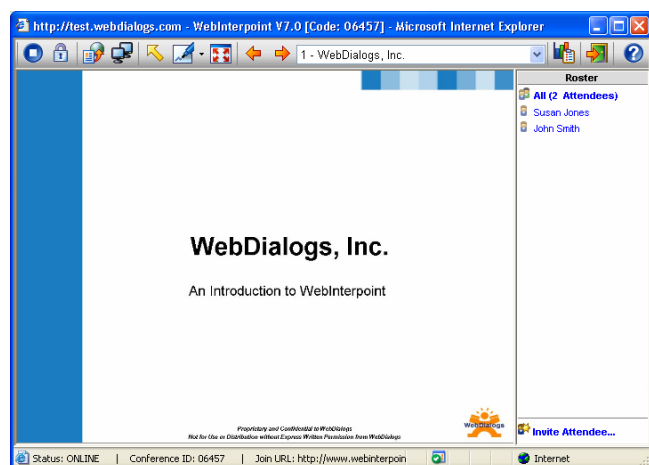 http://test.webdialogs.com - WebInterpoint V7.0 [Code: 06457] - Microsoft Internet Explorer
1 - WebDialogs, Inc.
Roster
All (2 Attendees)
Susan Jones
John Smith
WebDialogs, Inc.
An Introduction to WebInterpoint
Proprietary and Confidential to WebDialogs
Not for Use or Distribution without Express Written Permission from WebDialogs
WebDialogs
Invite Attendee...
Status: ONLINE | Conference ID: 06457 | Join URL: http://www.webinterpoin
Internet